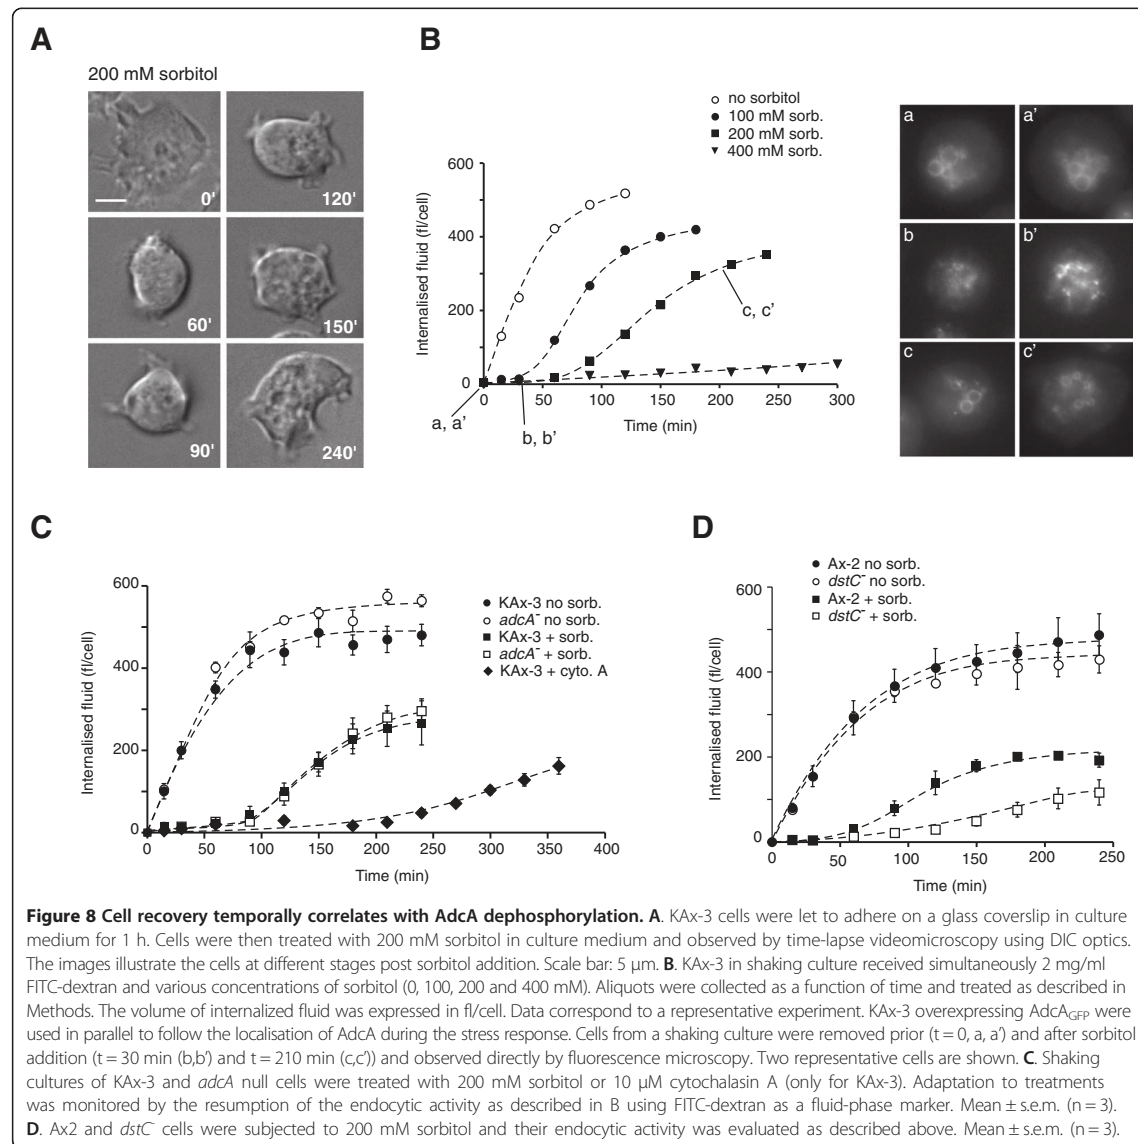 A
200 mM sorbitol
0'
120'
60'
150'
90'
240'
B
no sorbitol
100 mM sorb.
200 mM sorb.
400 mM sorb.
Internalised fluid (fl/cell)
600
400
200
0
0 50 100 150 200 250 300
Time (min)
a, a'
b, b'
c, c'
a
a'
b
b'
c
c'
C
KAx-3 no sorb.
adcA- no sorb.
KAx-3 + sorb.
adcA- + sorb.
KAx-3 + cyto. A
Internalised fluid (fl/cell)
600
400
200
0
0 50 100 150 200 250 300 350 400
Time (min)
D
Ax-2 no sorb.
dstC- no sorb.
Ax-2 + sorb.
dstC- + sorb.
Internalised fluid (fl/cell)
600
400
200
0
0 50 100 150 200 250
Time (min)
Figure 8 Cell recovery temporally correlates with AdcA dephosphorylation. A. KAx-3 cells were let to adhere on a glass coverslip in culture
medium for 1 h. Cells were then treated with 200 mM sorbitol in culture medium and observed by time-lapse videomicroscopy using DIC optics.
The images illustrate the cells at different stages post sorbitol addition. Scale bar: 5 μm. B. KAx-3 in shaking culture received simultaneously 2 mg/ml
FITC-dextran and various concentrations of sorbitol (0, 100, 200 and 400 mM). Aliquots were collected as a function of time and treated as described in
Methods. The volume of internalized fluid was expressed in fl/cell. Data correspond to a representative experiment. KAx-3 overexpressing AdcAGFP were
used in parallel to follow the localisation of AdcA during the stress response. Cells from a shaking culture were removed prior (t = 0, a, a') and after sorbitol
addition (t = 30 min (b,b') and t = 210 min (c,c')) and observed directly by fluorescence microscopy. Two representative cells are shown. C. Shaking
cultures of KAx-3 and adcA null cells were treated with 200 mM sorbitol or 10 μM cytochalasin A (only for KAx-3). Adaptation to treatments
was monitored by the resumption of the endocytic activity as described in B using FITC-dextran as a fluid-phase marker. Mean ± s.e.m. (n = 3).
D. Ax2 and dstC- cells were subjected to 200 mM sorbitol and their endocytic activity was evaluated as described above. Mean ± s.e.m. (n = 3).